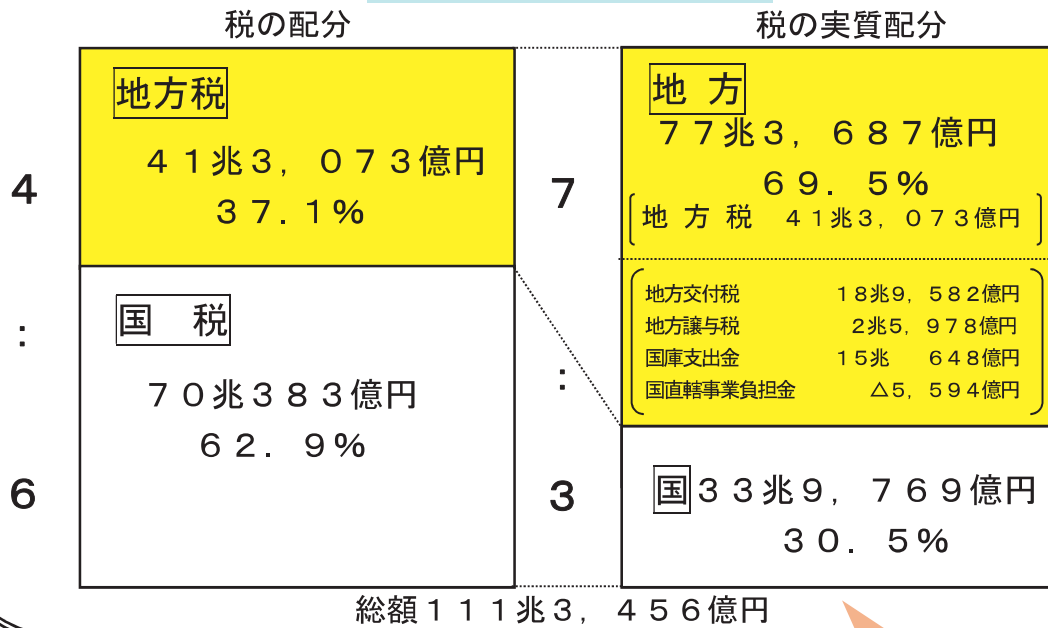 税の配分
地方税
４１兆３，０７３億円
３７.１％
国　税
７０兆３８３億円
６２．９％
４
：
６
税の実質配分
地　方
７７兆３，６８７億円
６９．５％
地　方　税　４１兆３，０７３億円
地方交付税　１８兆９，５８２億円
地方譲与税　２兆５，９７８億円
国庫支出金　１５兆　６４８億円
国直轄事業負担金　△５，５９４億円
国３３兆９，７６９億円
３０．５％
７
：
３
総額１１１兆３，４５６億円